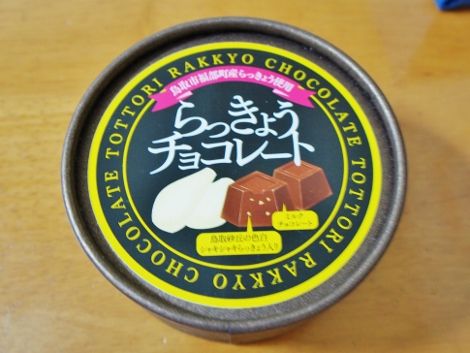 TOTTORI RAKKYO CHOCOLATE
鳥取市福部町産らっきょう使用
らっきょう
チョコレート
ミルク
チョコレート
鳥取砂丘の色白
シャキシャキらっきょう入り
TOTTORI RAKKYO CHOCOLATE